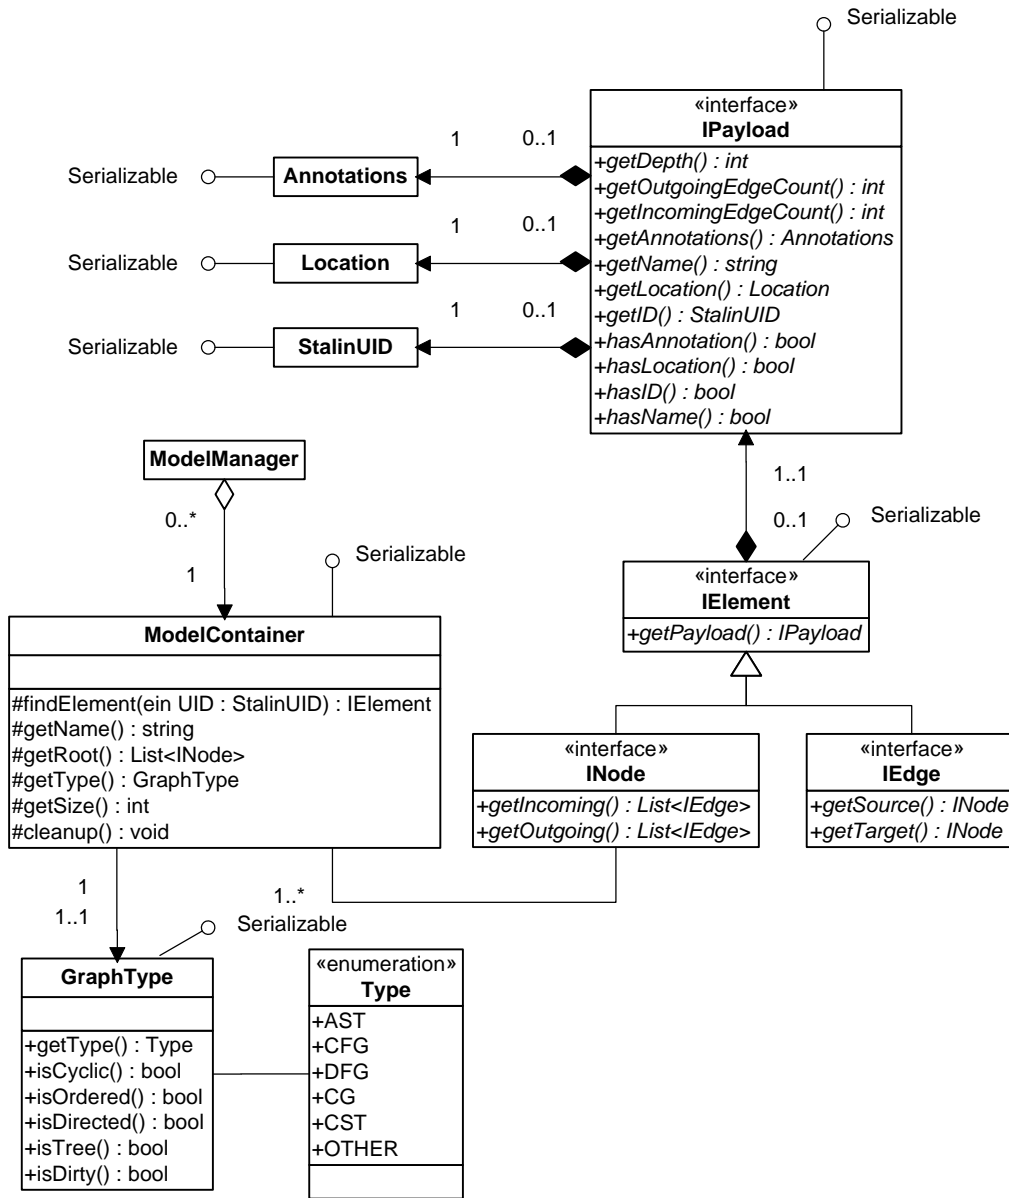 Serializable
«interface»
IPayload
+getDepth() : int
+getOutgoingEdgeCount() : int
+getIncomingEdgeCount() : int
+getAnnotations() : Annotations
+getName() : string
+getLocation() : Location
+getID() : StalinUID
+hasAnnotation() : bool
+hasLocation() : bool
+hasID() : bool
+hasName() : bool
1 0..1
Serializable Annotations
1 0..1
Serializable Location
1 0..1
Serializable StalinUID
ModelManager
0..*
1
Serializable
1..1
0..1
Serializable
«interface»
IElement
+getPayload() : IPayload
ModelContainer
#findElement(ein UID : StalinUID) : IElement
#getName() : string
#getRoot() : List<INode>
#getType() : GraphType
#getSize() : int
#cleanup() : void
«interface»
INode
+getIncoming() : List<IEdge>
+getOutgoing() : List<IEdge>
«interface»
IEdge
+getSource() : INode
+getTarget() : INode
1
1..1
1..*
Serializable
GraphType
+getType() : Type
+isCyclic() : bool
+isOrdered() : bool
+isDirected() : bool
+isTree() : bool
+isDirty() : bool
«enumeration»
Type
+AST
+CFG
+DFG
+CG
+CST
+OTHER